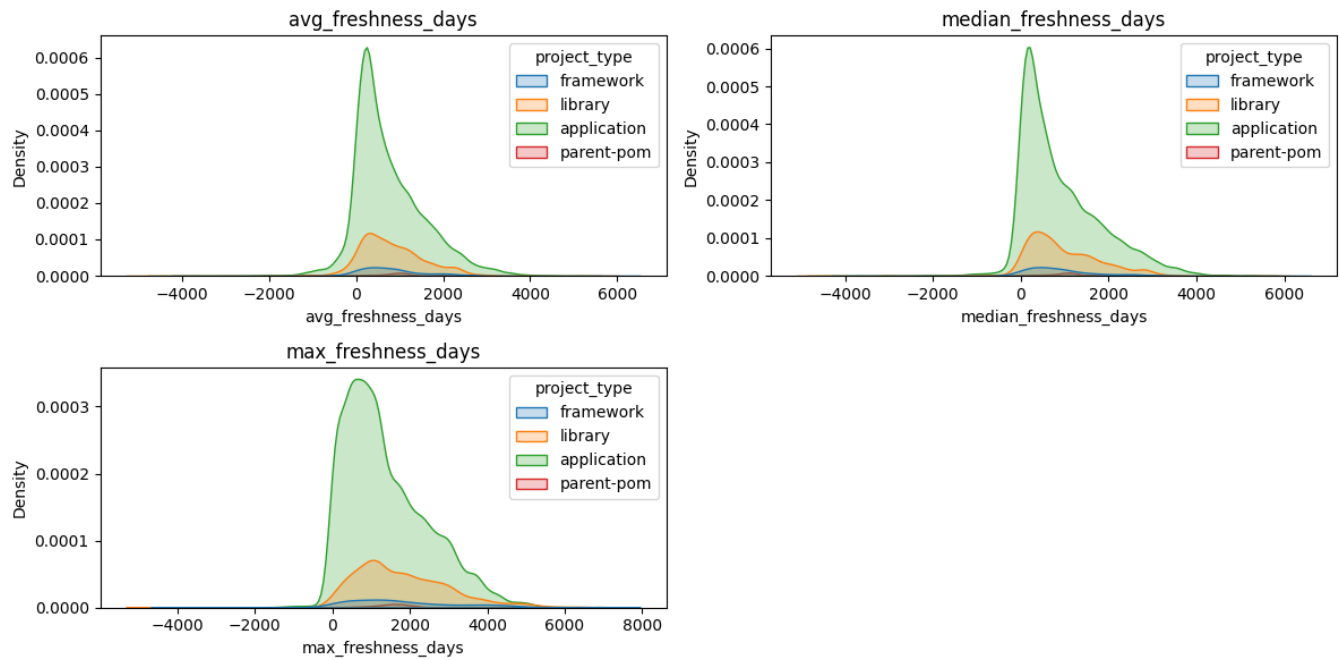 avg_freshness_days
project_type
framework
library
application
parent-pom
Density
0.0006
0.0005
0.0004
0.0003
0.0002
0.0001
0.0000
−4000 −2000 0 2000 4000 6000
avg_freshness_days
median_freshness_days
project_type
framework
library
application
parent-pom
Density
0.0006
0.0005
0.0004
0.0003
0.0002
0.0001
0.0000
−4000 −2000 0 2000 4000 6000
median_freshness_days
max_freshness_days
project_type
framework
library
application
parent-pom
Density
0.0003
0.0002
0.0001
0.0000
−4000 −2000 0 2000 4000 6000 8000
max_freshness_days